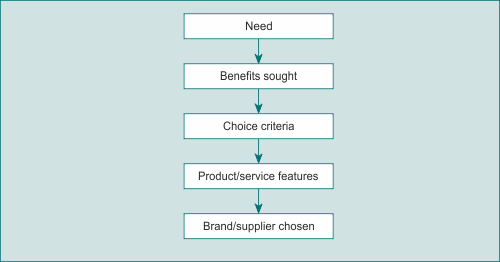 Need
Benefits sought
Choice criteria
Product/service features
Brand/supplier chosen